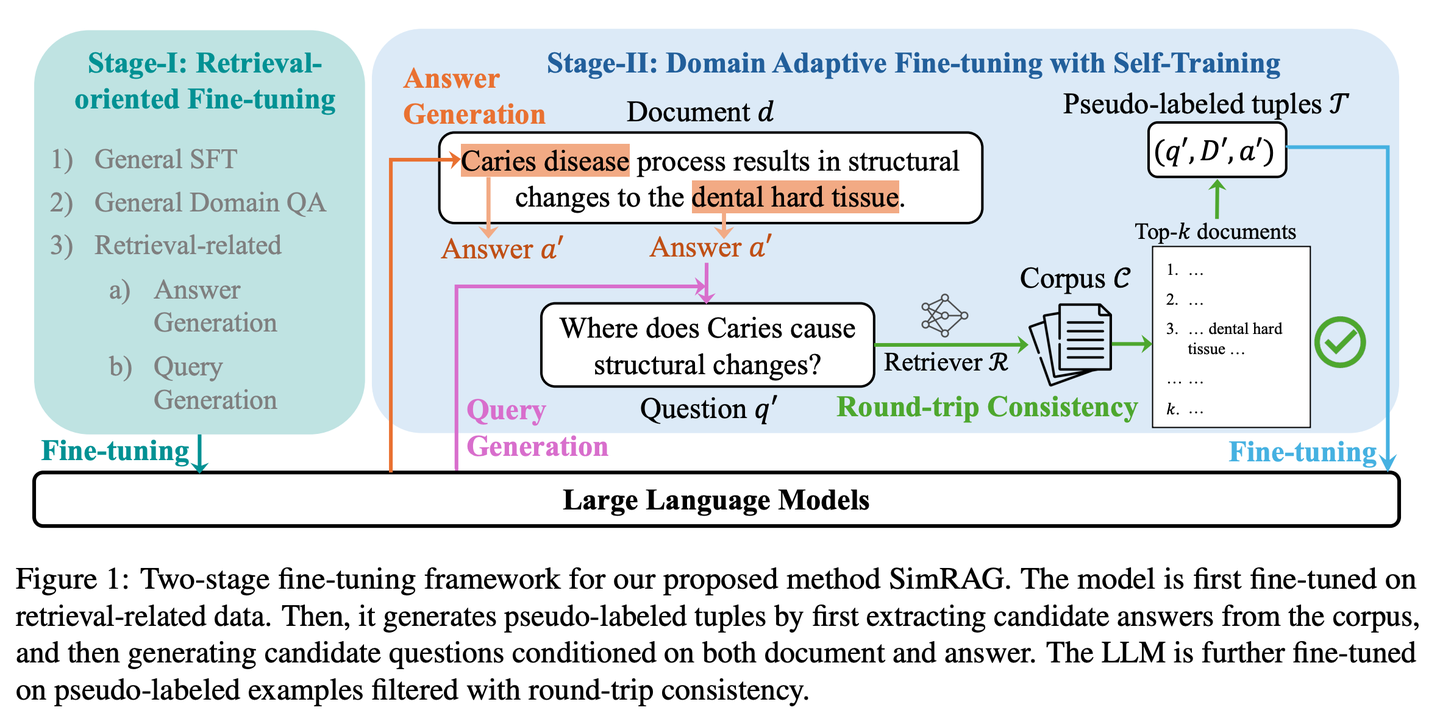 Stage-I: Retrieval-
oriented Fine-tuning
1) General SFT
2) General Domain QA
3) Retrieval-related
a) Answer
Generation
b) Query
Generation
Fine-tuning
Stage-II: Domain Adaptive Fine-tuning with Self-Training
Answer
Generation
Document d
Caries disease process results in structural
changes to the dental hard tissue.
Answer a′
Answer a′
Where does Caries cause
structural changes?
Question q′
Query
Generation
Retriever ℛ
Round-trip Consistency
Corpus 𝒞
Pseudo-labeled tuples 𝒯
(q′, D′, a′)
Top-k documents
1. ...
2. ...
3. ... dental hard
tissue ...
... ...
k. ...
Fine-tuning
Large Language Models
Figure 1: Two-stage fine-tuning framework for our proposed method SimRAG. The model is first fine-tuned on
retrieval-related data. Then, it generates pseudo-labeled tuples by first extracting candidate answers from the corpus,
and then generating candidate questions conditioned on both document and answer. The LLM is further fine-tuned
on pseudo-labeled examples filtered with round-trip consistency.